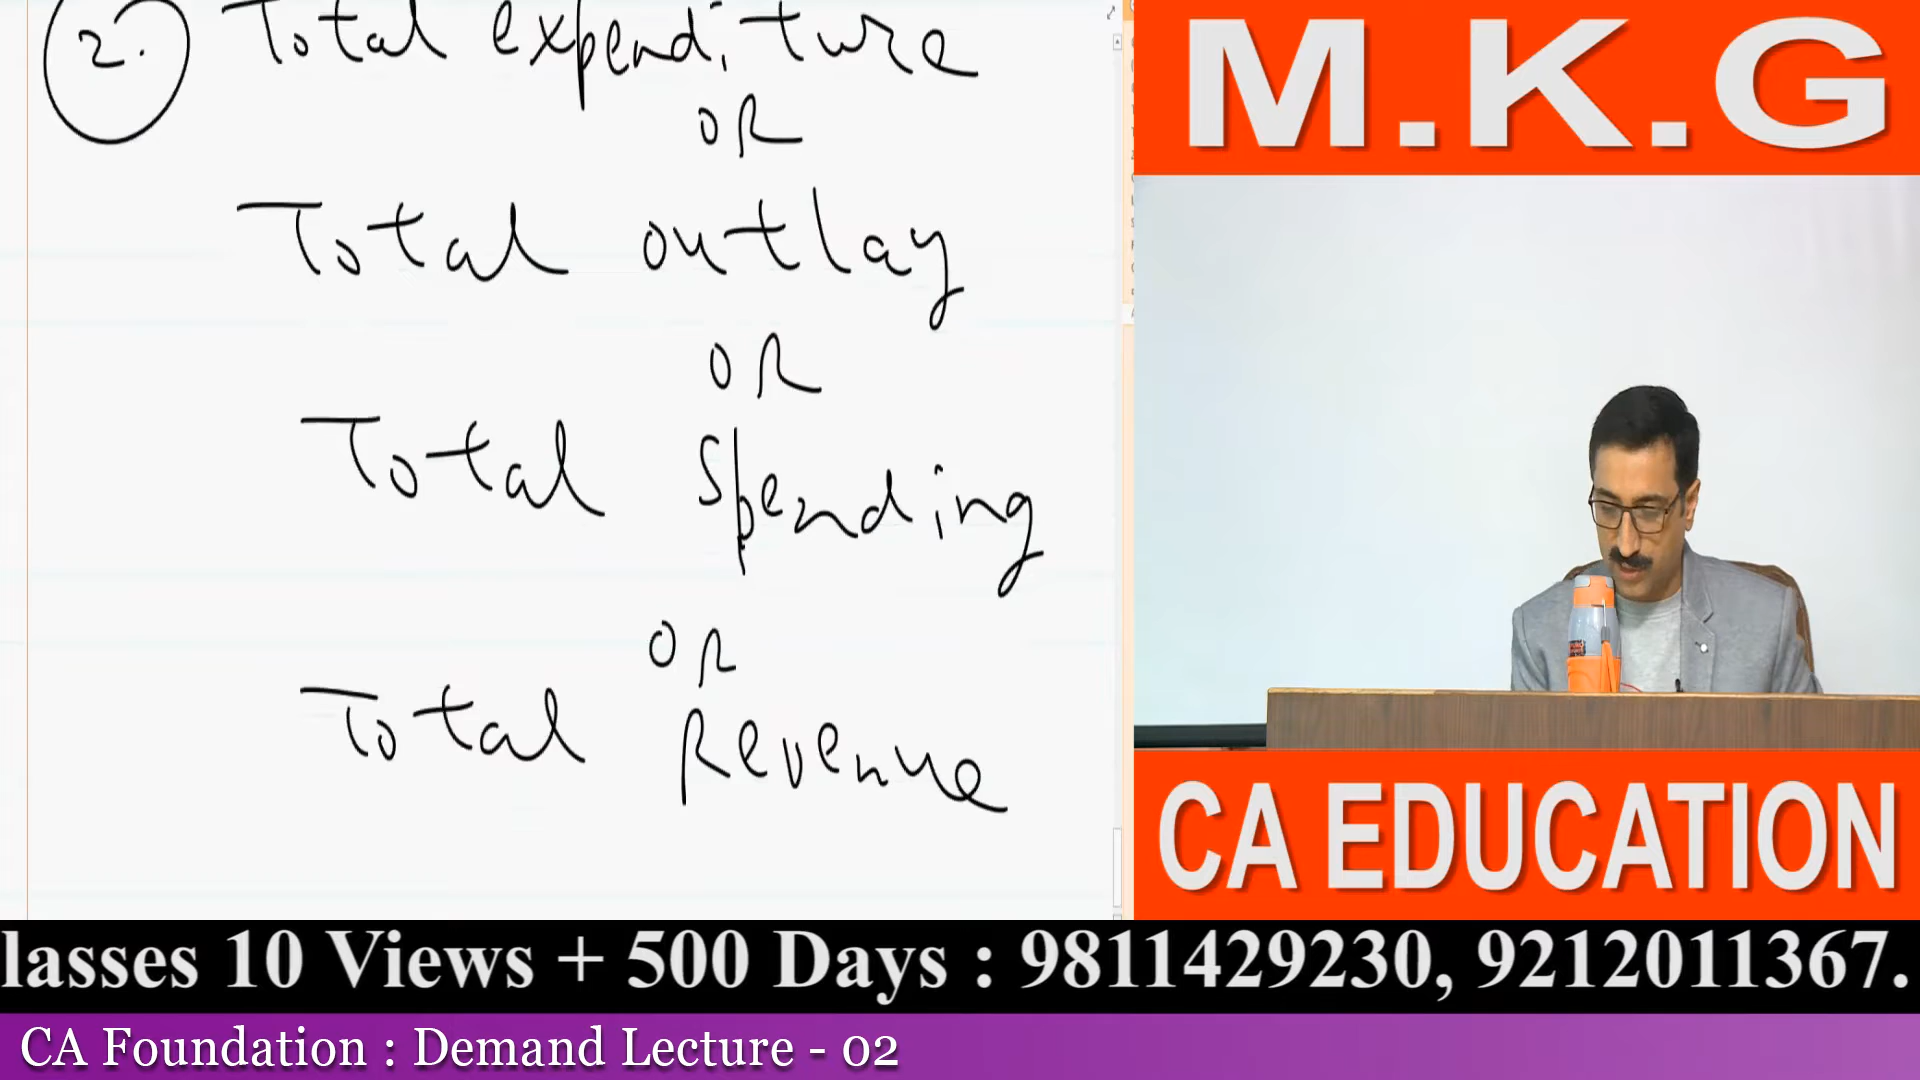 2. Total expenditure
OR
Total outlay
OR
Total Spending
OR
Total Revenue
M.K.G
CA EDUCATION
lasses 10 Views + 500 Days : 9811429230, 9212011367.
CA Foundation : Demand Lecture - 02